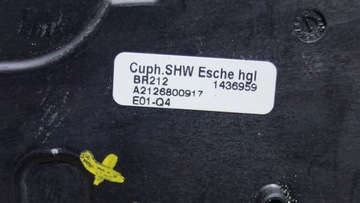 Cuph.SHW Esche hgl
BR212 1436959
A2126800917
E01-Q4